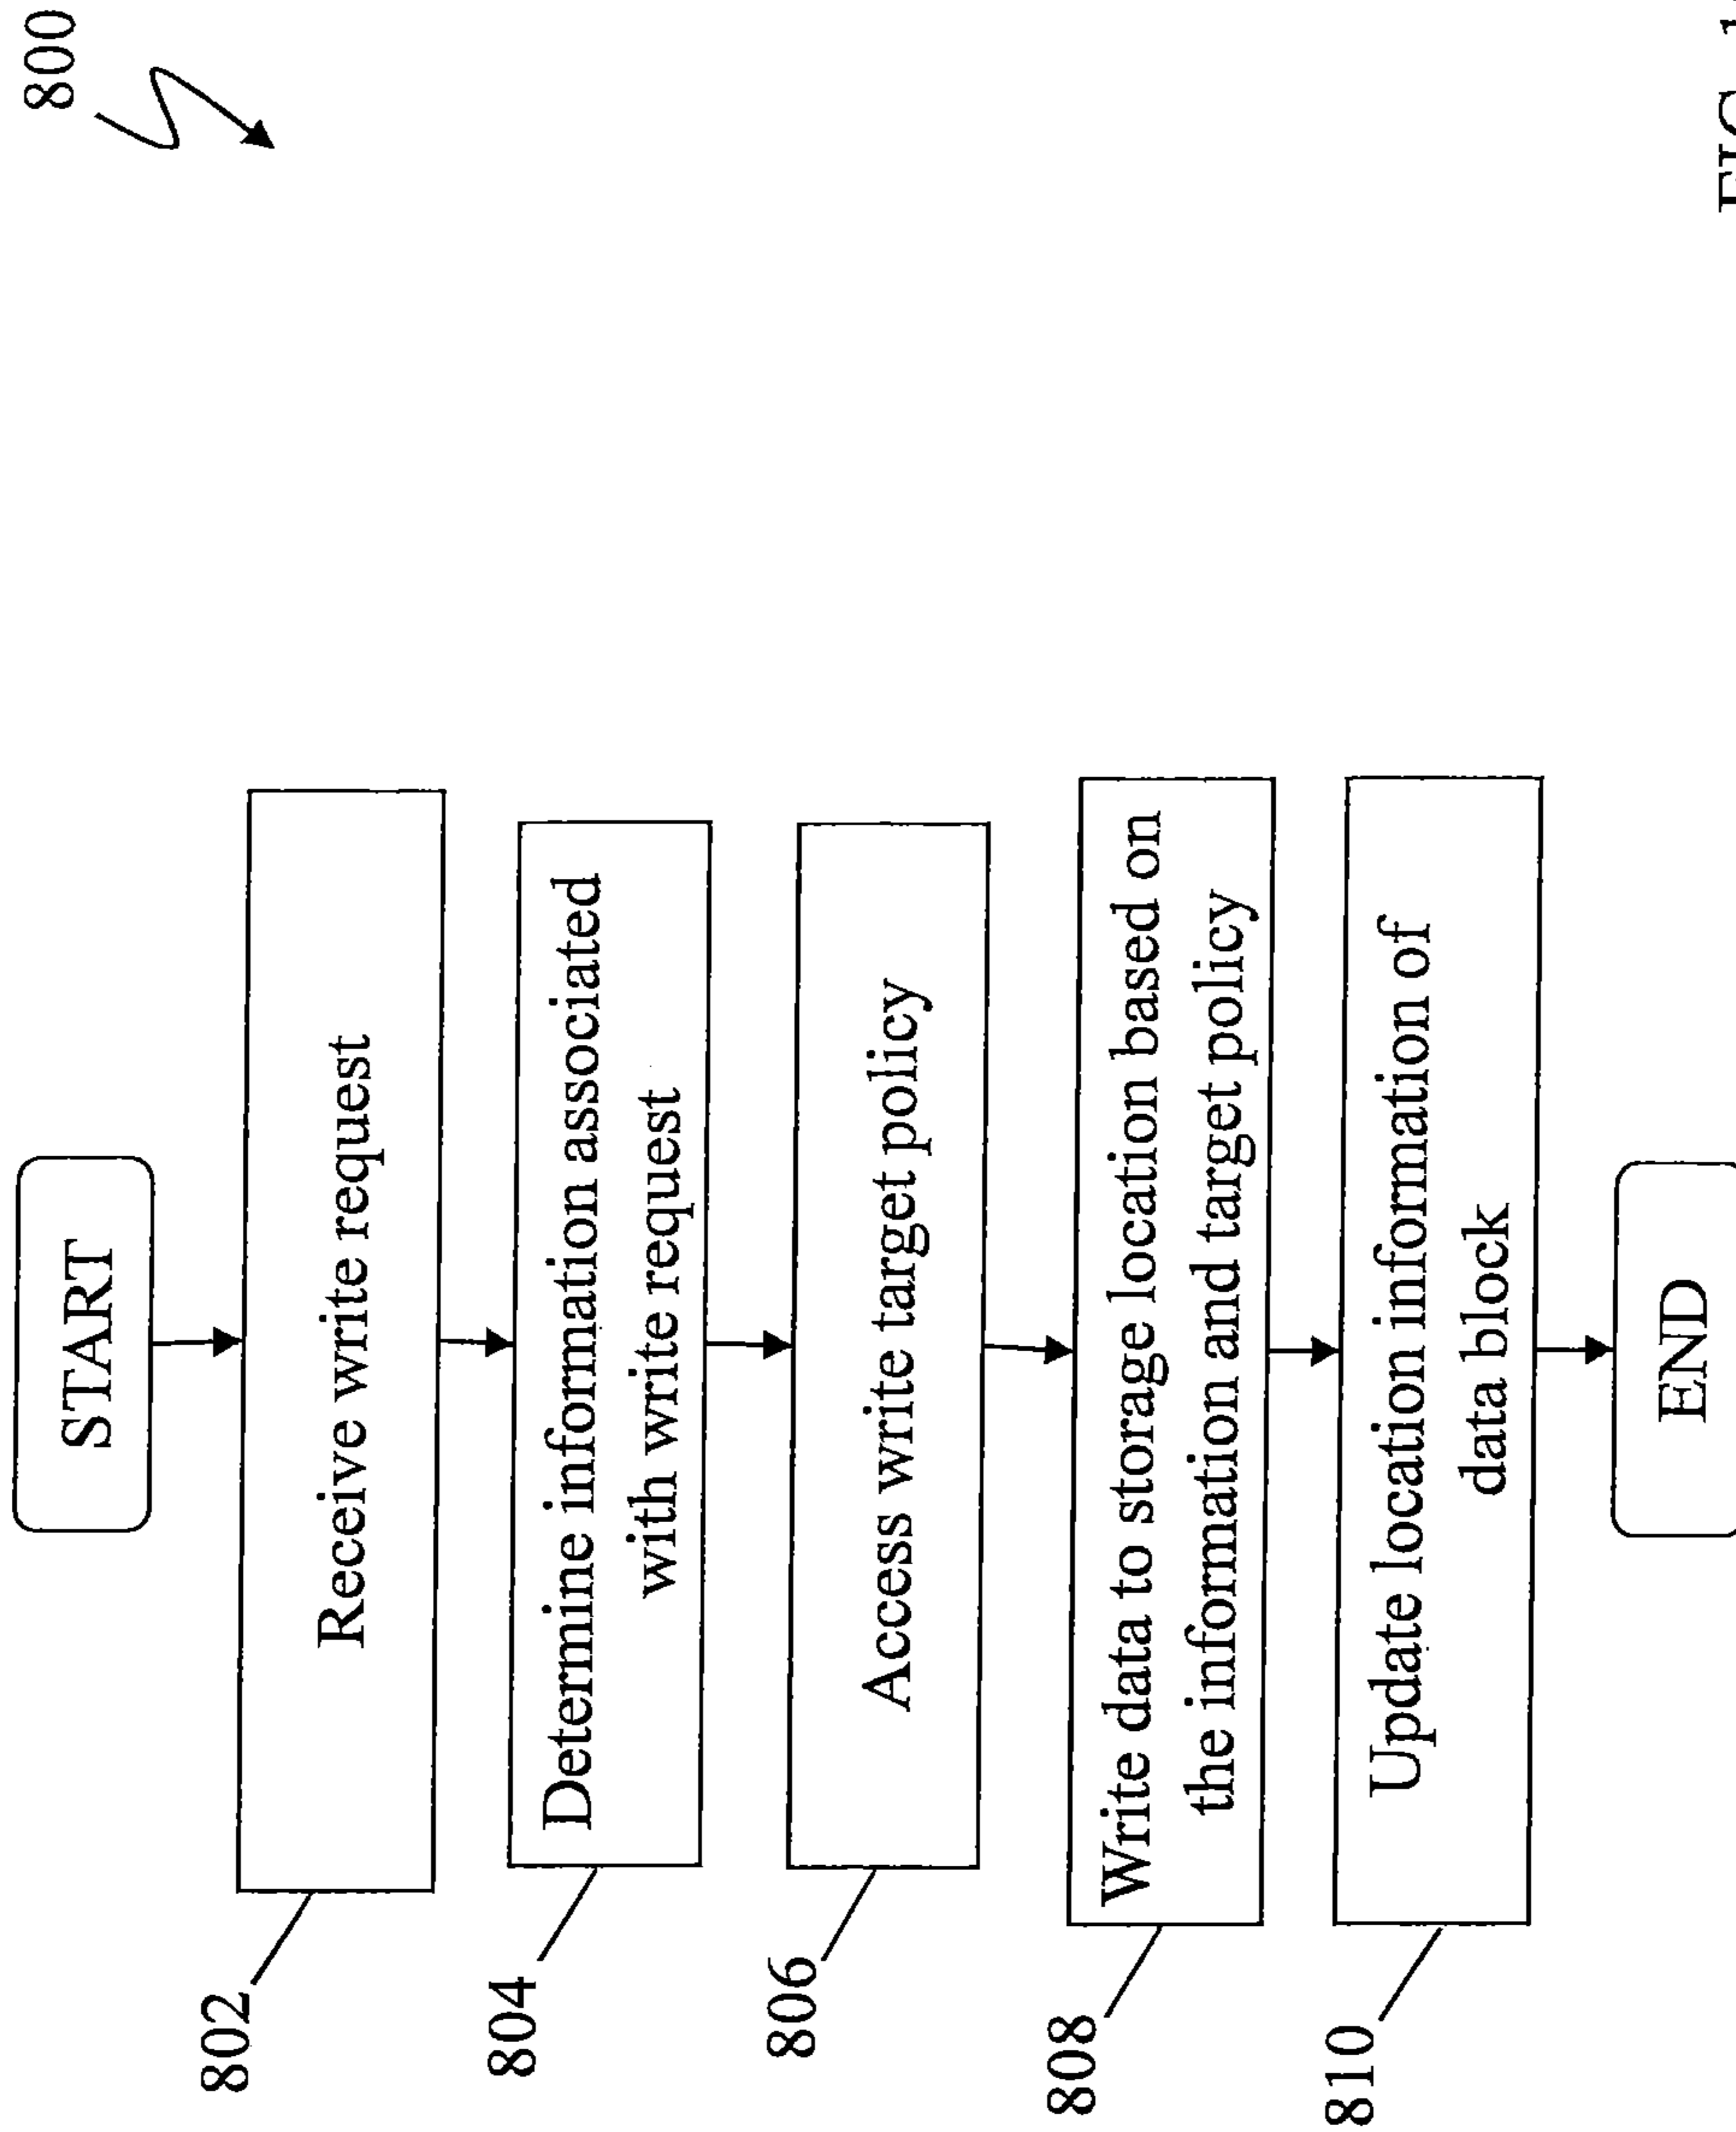 800
START
802
Receive write request
804
Determine information associated
with write request
806
Access write target policy
808
Write data to storage location based on
the information and target policy
810
Update location information of
data block
END